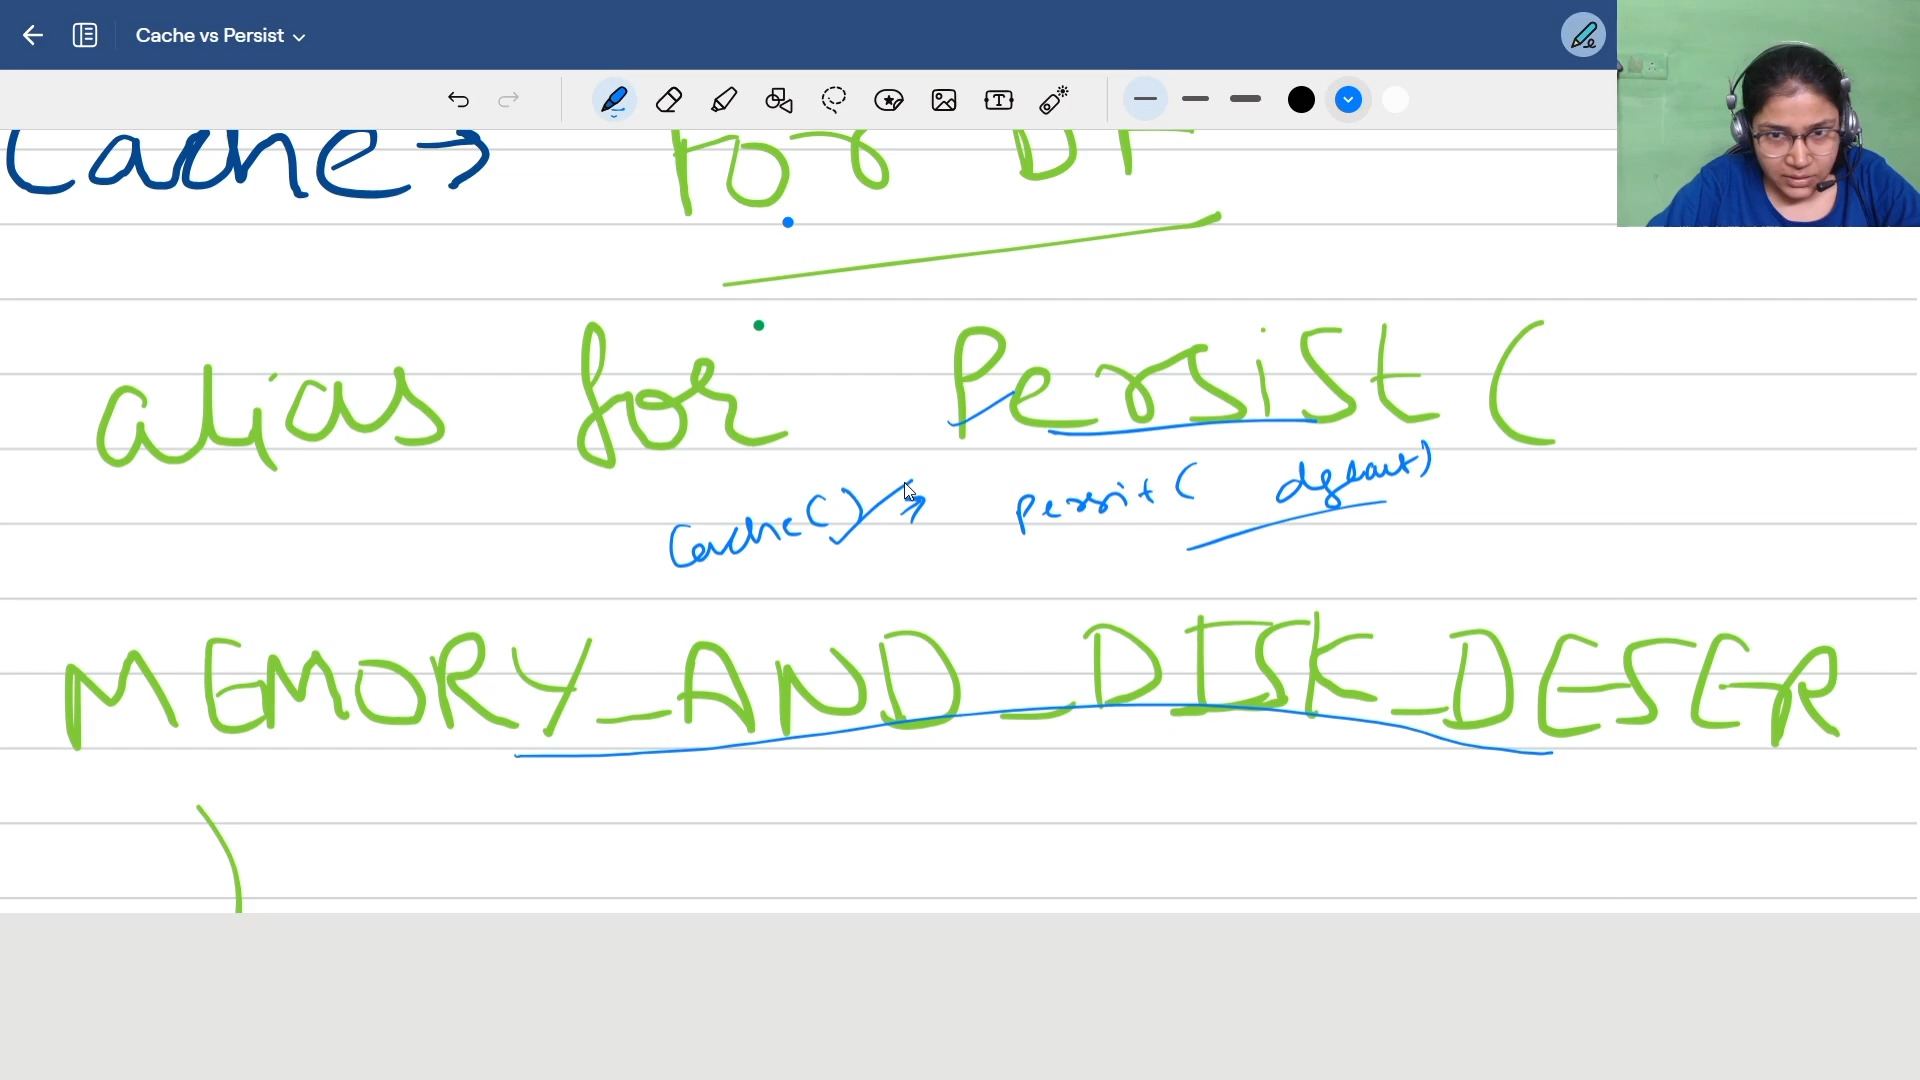 Cache vs Persist
Cache → For DF
alias for Persist (
Cache() → persist( default)
MEMORY_AND_DISK_DESER
)